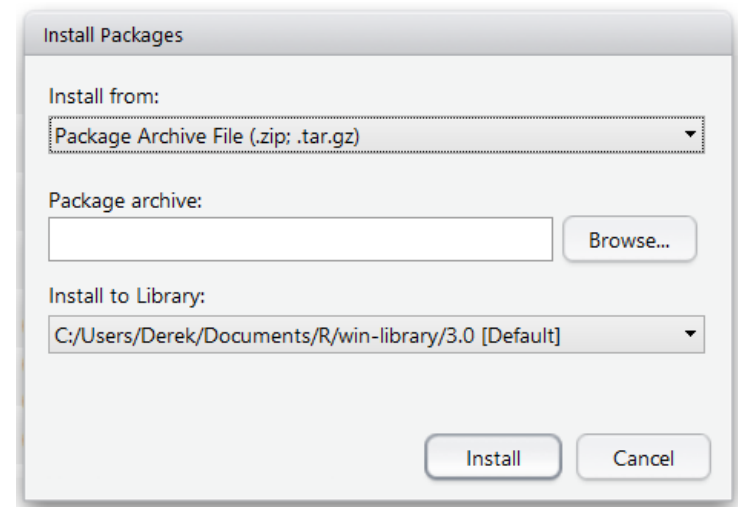 Install Packages
Install from:
Package Archive File (.zip; .tar.gz)
Package archive:
Browse...
Install to Library:
C:/Users/Derek/Documents/R/win-library/3.0 [Default]
Install Cancel